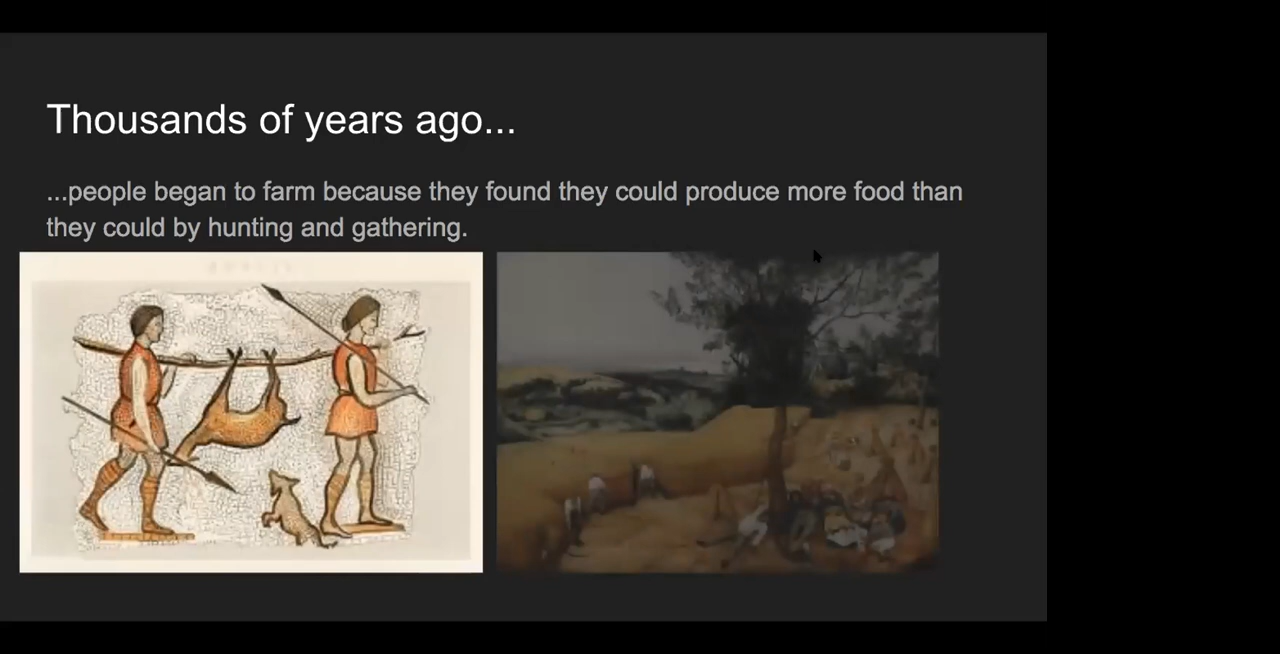 Thousands of years ago...
...people began to farm because they found they could produce more food than
they could by hunting and gathering.